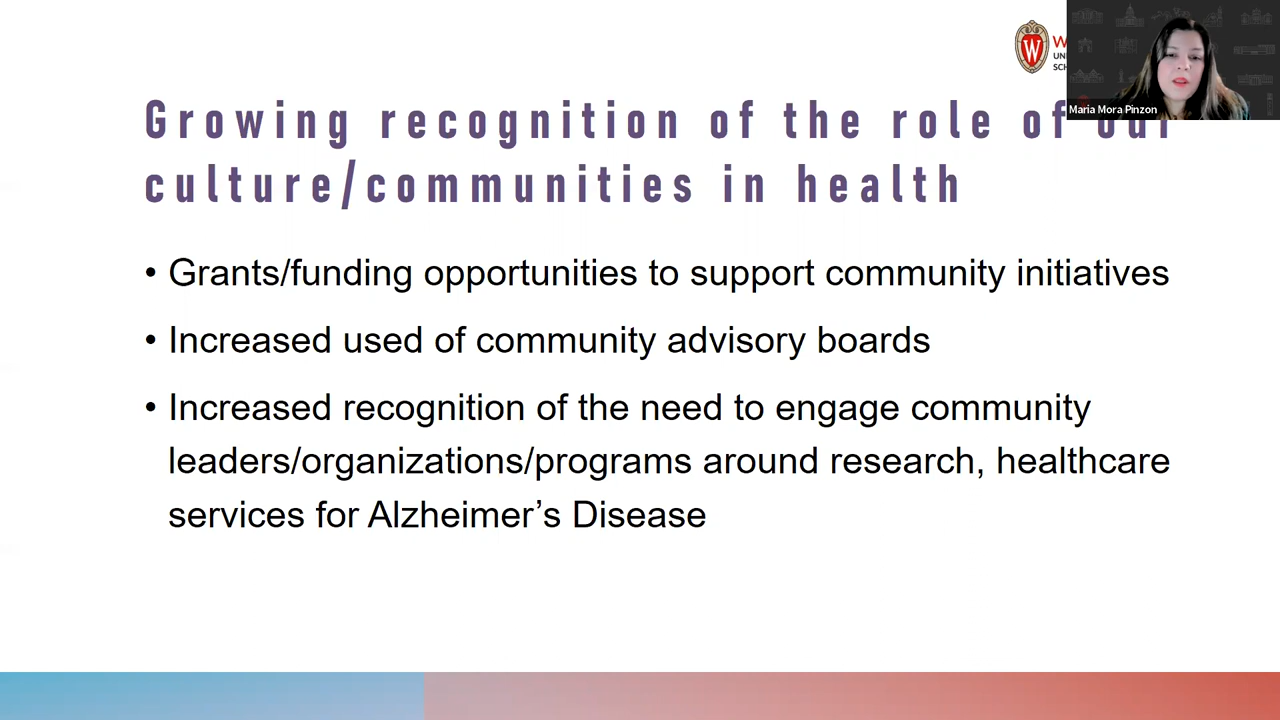 W
UNI
SCH
Maria Mora Pinzon
Growing recognition of the role of our
culture/communities in health
• Grants/funding opportunities to support community initiatives
• Increased used of community advisory boards
• Increased recognition of the need to engage community
leaders/organizations/programs around research, healthcare
services for Alzheimer’s Disease